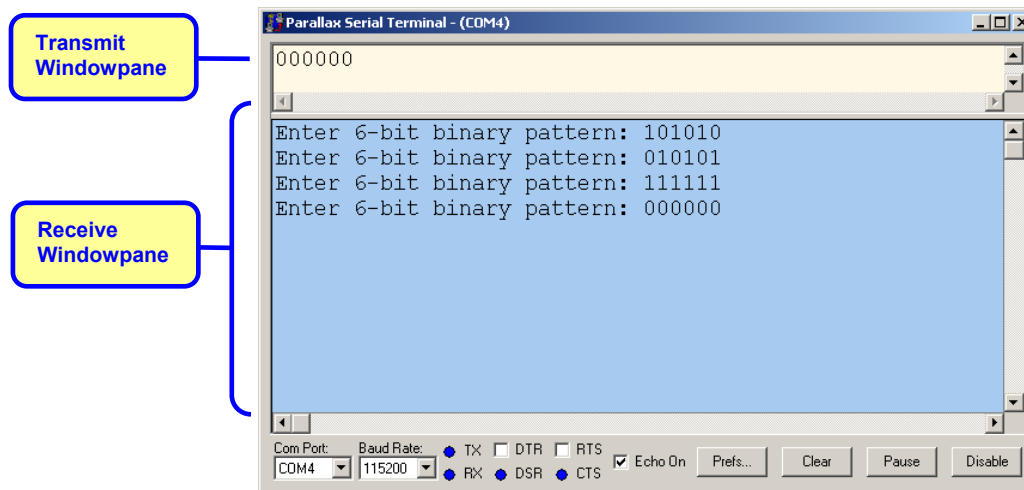 Transmit
Windowpane
Parallax Serial Terminal - (COM4)
000000
Enter 6-bit binary pattern: 101010
Enter 6-bit binary pattern: 010101
Enter 6-bit binary pattern: 111111
Enter 6-bit binary pattern: 000000
Receive
Windowpane
Com Port: Baud Rate: TX DTR RTS
COM4 115200 RX DSR CTS Echo On Prefs... Clear Pause Disable